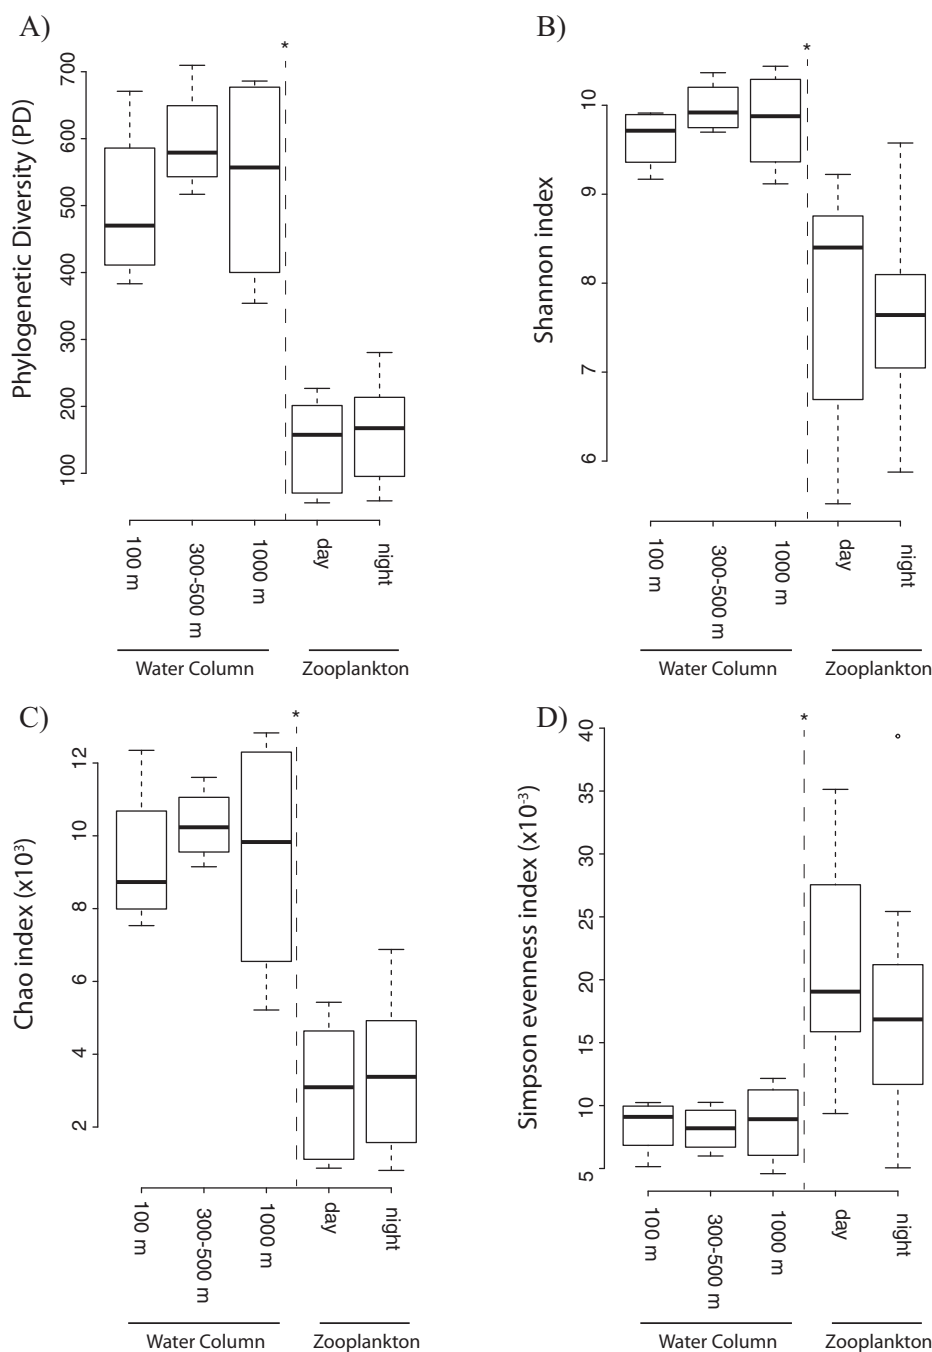 A)
*
Phylogenetic Diversity (PD)
700
600
500
400
300
200
100
100 m
300-500 m
1000 m
day
night
Water Column
Zooplankton
B)
*
Shannon index
10
9
8
7
6
100 m
300-500 m
1000 m
day
night
Water Column
Zooplankton
C)
*
Chao index (x10³)
12
10
8
6
4
2
100 m
300-500 m
1000 m
day
night
Water Column
Zooplankton
D)
*
Simpson evenness index (x10⁻³)
40
35
30
25
20
15
10
5
100 m
300-500 m
1000 m
day
night
Water Column
Zooplankton